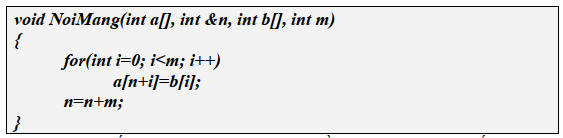 void NoiMang(int a[], int &n, int b[], int m)
{
for(int i=0; i<m; i++)
a[n+i]=b[i];
n=n+m;
}